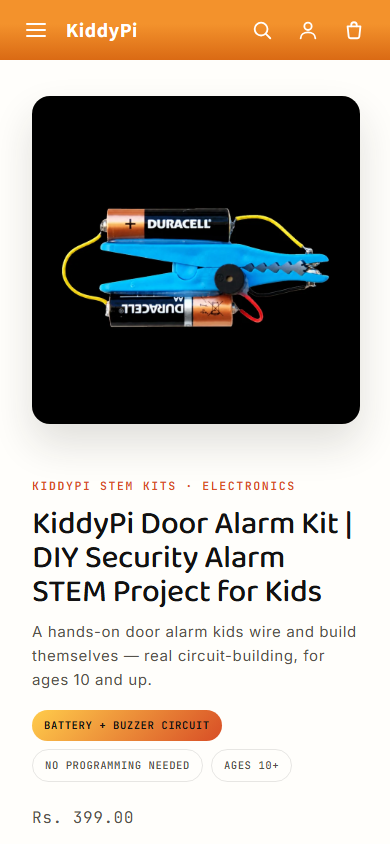 KiddyPi
DURACELL
DURACELL
AA
KIDDYPI STEM KITS · ELECTRONICS
KiddyPi Door Alarm Kit |
DIY Security Alarm
STEM Project for Kids
A hands-on door alarm kids wire and build
themselves — real circuit-building, for
ages 10 and up.
BATTERY + BUZZER CIRCUIT
NO PROGRAMMING NEEDED
AGES 10+
Rs. 399.00